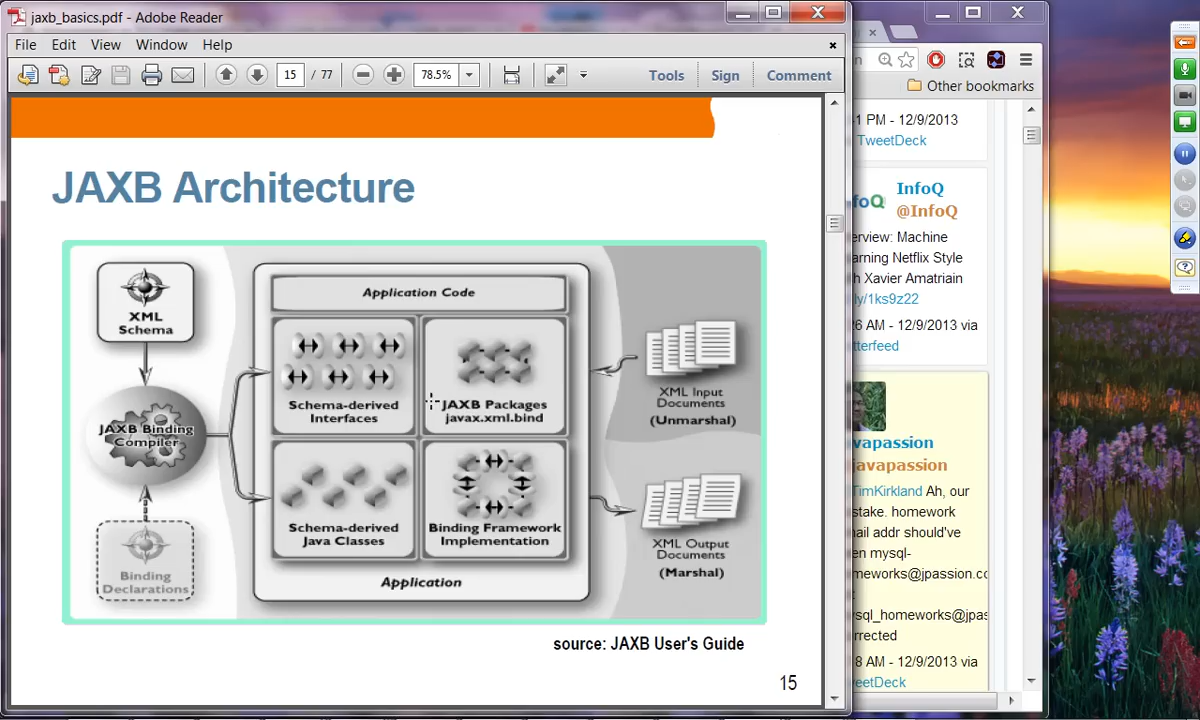 jaxb_basics.pdf - Adobe Reader
File Edit View Window Help
15 / 77
78.5%
Tools Sign Comment
JAXB Architecture
XML
Schema
JAXB Binding
Compiler
Binding
Declarations
Application Code
Schema-derived
Interfaces
JAXB Packages
javax.xml.bind
Schema-derived
Java Classes
Binding Framework
Implementation
Application
XML Input
Documents
(Unmarshal)
XML Output
Documents
(Marshal)
source: JAXB User's Guide
15
Other bookmarks
1 PM - 12/9/2013
TweetDeck
foQ
InfoQ
@InfoQ
erview: Machine
arning Netflix Style
h Xavier Amatriain
ly/1ks9z22
26 AM - 12/9/2013 via
tterfeed
vapassion
avapassion
TimKirkland Ah, our
stake. homework
ail addr should've
en mysql-
meworks@jpassion.co
sql_homeworks@jpas
rrected
8 AM - 12/9/2013 via
eetDeck